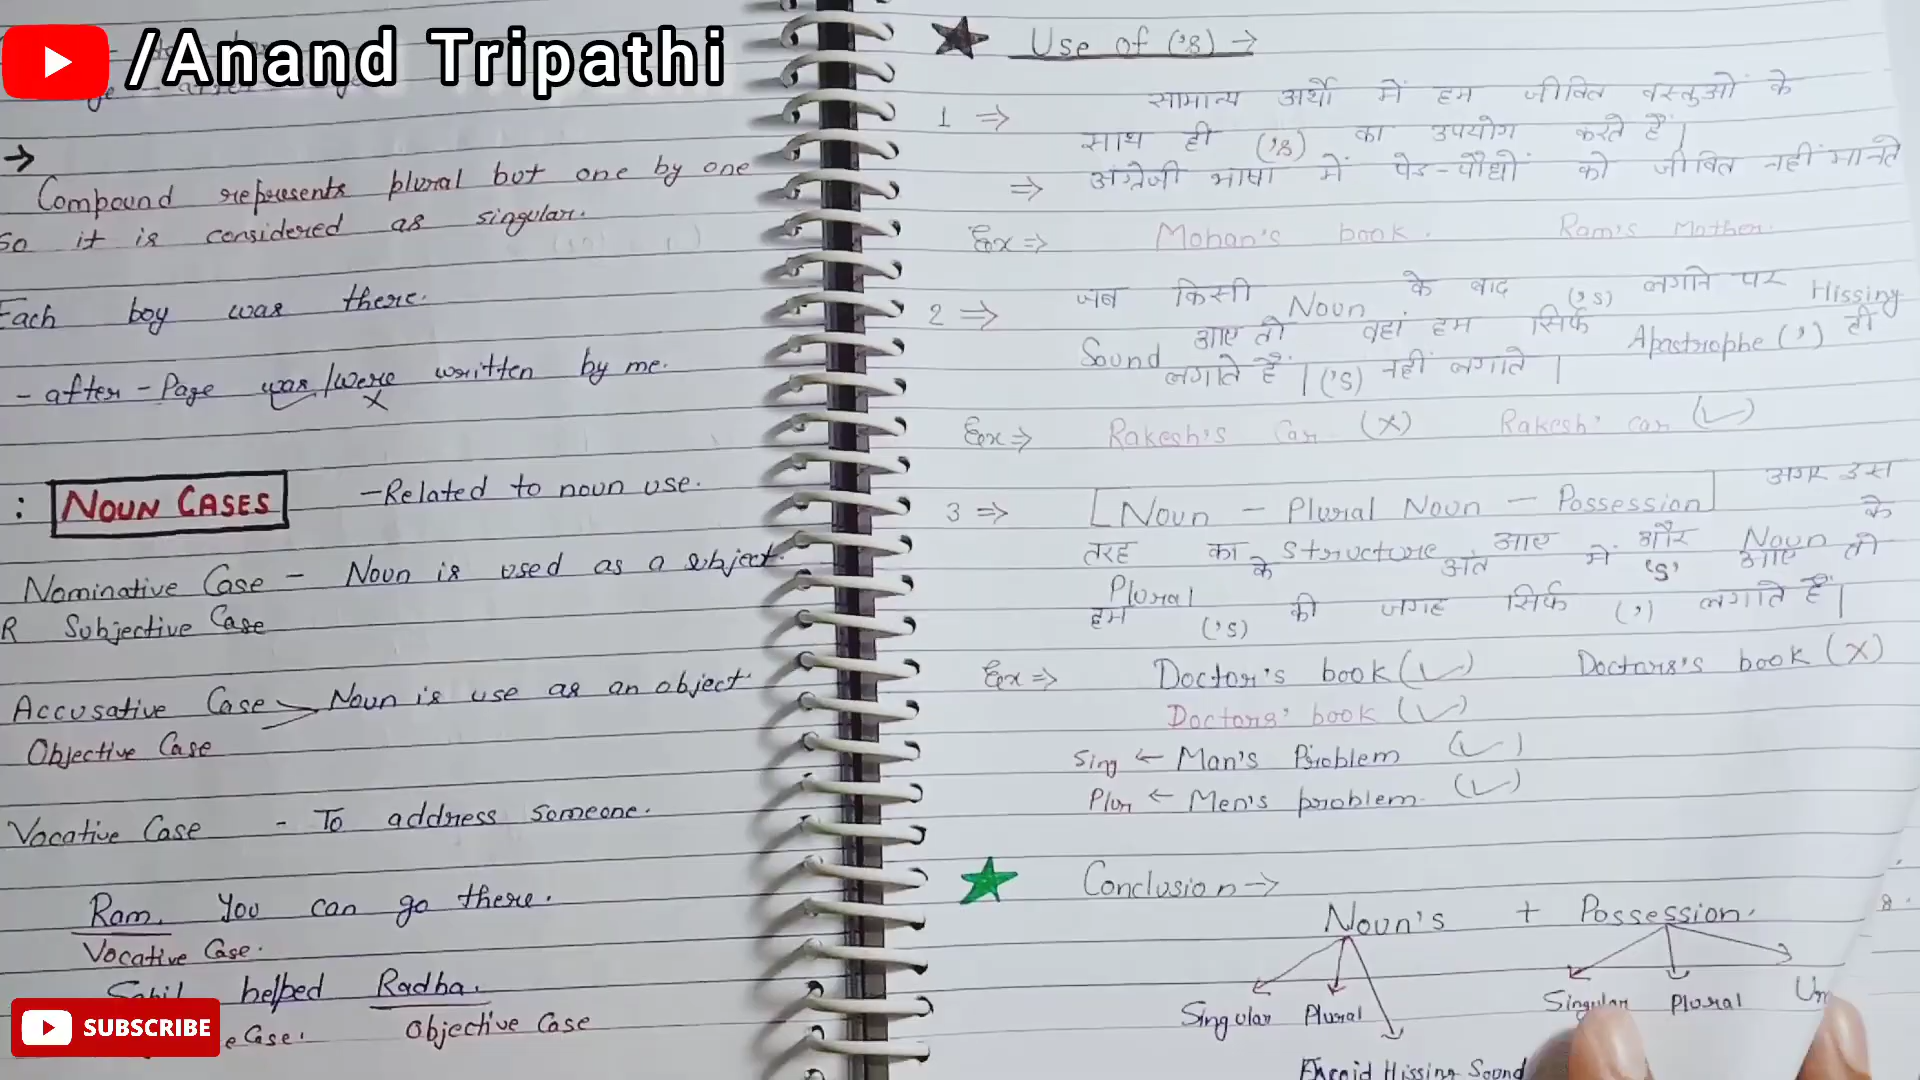 /Anand Tripathi
→
Compound represents plural but one by one
So it is considered as singular.
Each boy was there.
- after - Page was/were written by me.
x
: NOUN CASES - Related to noun use.
Nominative Case - Noun is used as a subject.
R Subjective Case
Accusative Case Noun is use as an object.
Objective Case
Vocative Case - To address someone.
Ram, You can go there.
Vocative Case.
helped Radha.
e Case. Objective Case
SUBSCRIBE
★ Use of ('s) →
1 ⇒ सामान्य अर्थो में हम जीवित वस्तुओं के
साथ ही ('s) का उपयोग करते हैं।
⇒ अंग्रेजी भाषा में पेड-पौधों को जीवित नहीं मानते
Ex ⇒ Mohan's book. Ram's Mother.
2 ⇒ जब किसी Noun के बाद ('s) लगाने पर Hissing
Sound आए तो वहां हम सिर्फ Apastrophe (') ही
लगाते हैं। ('s) नहीं लगाते।
Ex ⇒ Rakesh's Car (x) Rakesh' car (✓)
3 ⇒ [Noun - Plural Noun - Possession] अगर इस
तरह का structure आए और Noun के
Plural के अंत में 's' आए तो
हम ('s) की जगह सिर्फ (') लगाते हैं।
Ex ⇒ Doctor's book (✓) Doctors's book (x)
Doctors' book (✓)
Sing ← Man's Problem (✓)
Plur ← Men's problem. (✓)
★ Conclusion →
Noun's + Possession.
Singular Plural Singular Plural
Hissing Sound